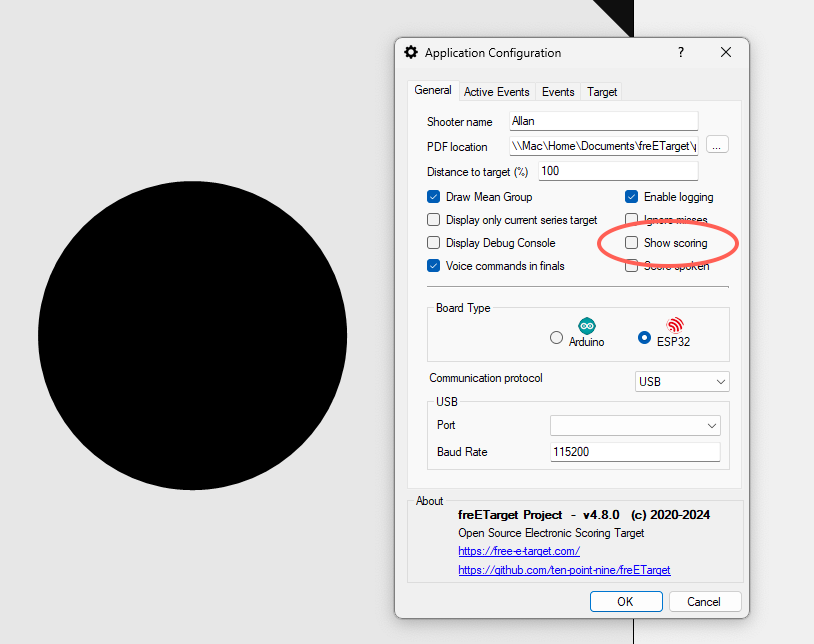 Application Configuration ?
General Active Events Events Target
Shooter name Allan
PDF location \\Mac\Home\Documents\freETarget\ ...
Distance to target (%) 100
Draw Mean Group Enable logging
Display only current series target Ignore misses
Display Debug Console Show scoring
Voice commands in finals Score spoken
Board Type
Arduino ESP32
Communication protocol USB
USB
Port
Baud Rate 115200
About
freETarget Project - v4.8.0 (c) 2020-2024
Open Source Electronic Scoring Target
https://free-e-target.com/
https://github.com/ten-point-nine/freETarget
OK Cancel